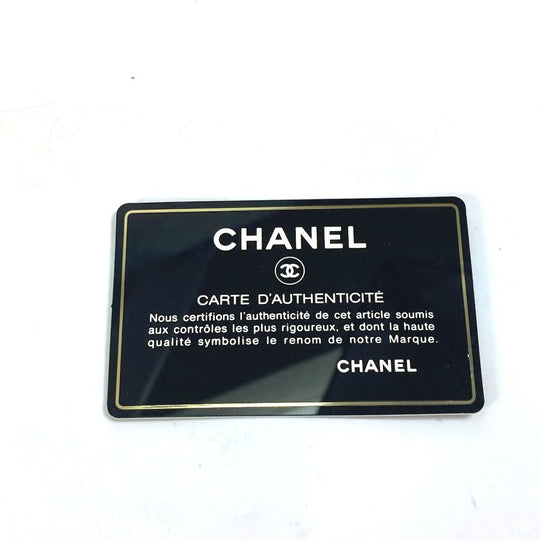 CHANEL
CARTE D'AUTHENTICITÉ
Nous certifions l'authenticité de cet article soumis
aux contrôles les plus rigoureux, et dont la haute
qualité symbolise le renom de notre Marque.
CHANEL